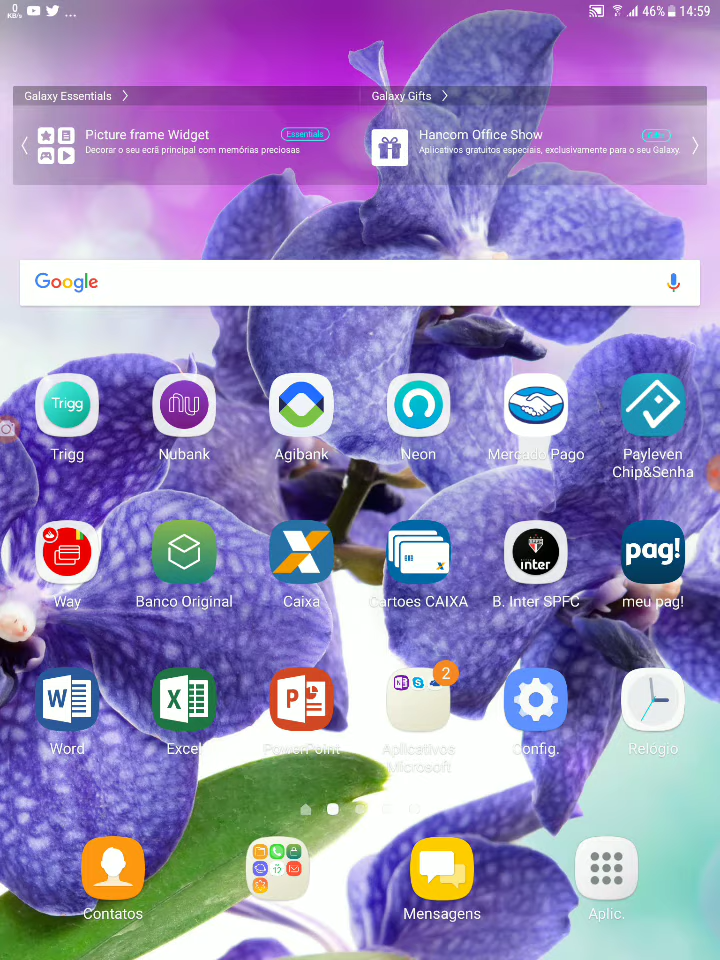 0
KB/s
...
46% 14:59
Galaxy Essentials
Galaxy Gifts
Picture frame Widget
Essentials
Decorar o seu ecrã principal com memórias preciosas
Hancom Office Show
Aplicativos gratuitos especiais, exclusivamente para o seu Galaxy.
Google
Trigg
Trigg
Nubank
Agibank
Neon
Mercado Pago
Payleven
Chip&Senha
Way
Banco Original
Caixa
Cartoes CAIXA
inter
B. Inter SPFC
pag!
meu pag!
W
Word
X
Excel
P
PowerPoint
2
Aplicativos
Microsoft
Config.
Relógio
Contatos
Mensagens
Aplic.